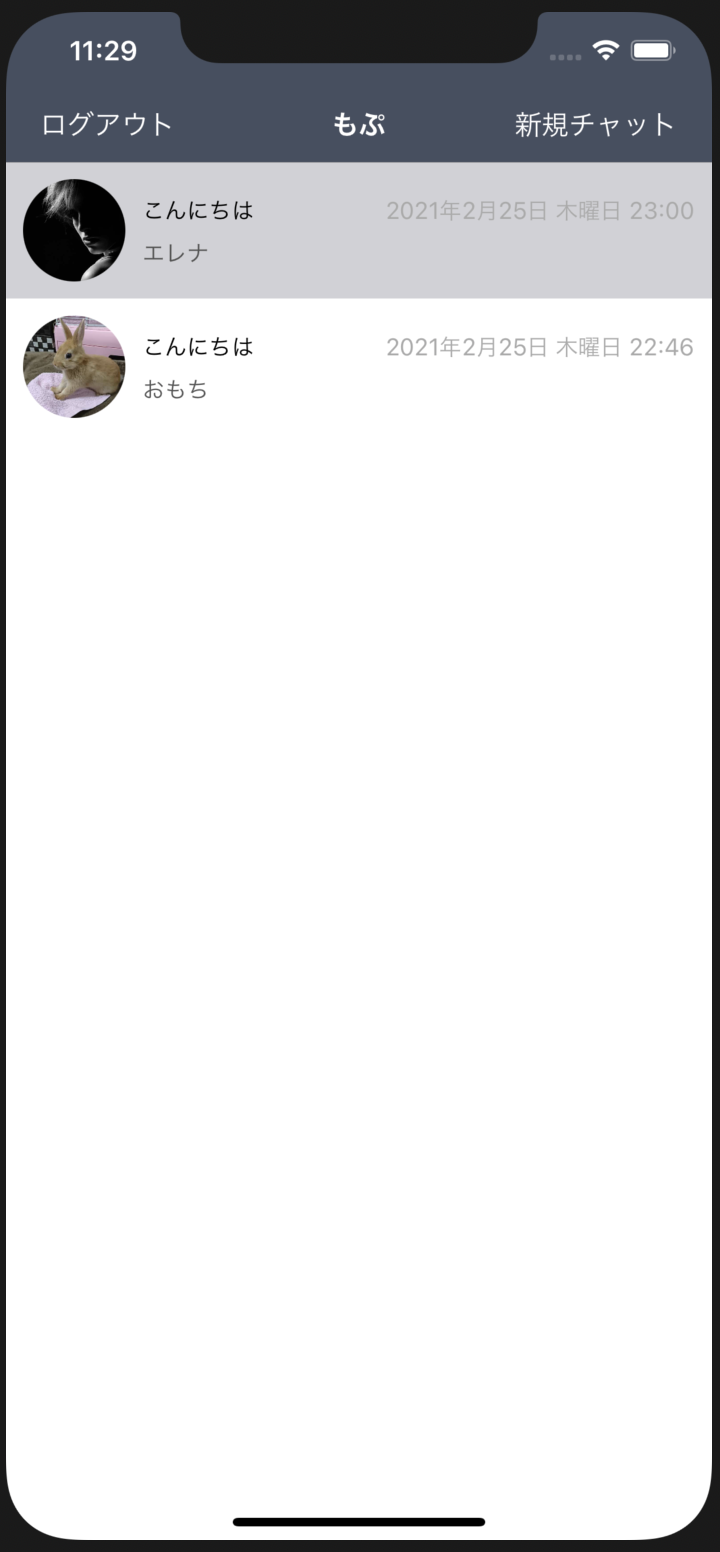 11:29
ログアウト もぷ 新規チャット
こんにちは 2021年2月25日 木曜日 23:00
エレナ
こんにちは 2021年2月25日 木曜日 22:46
おもち